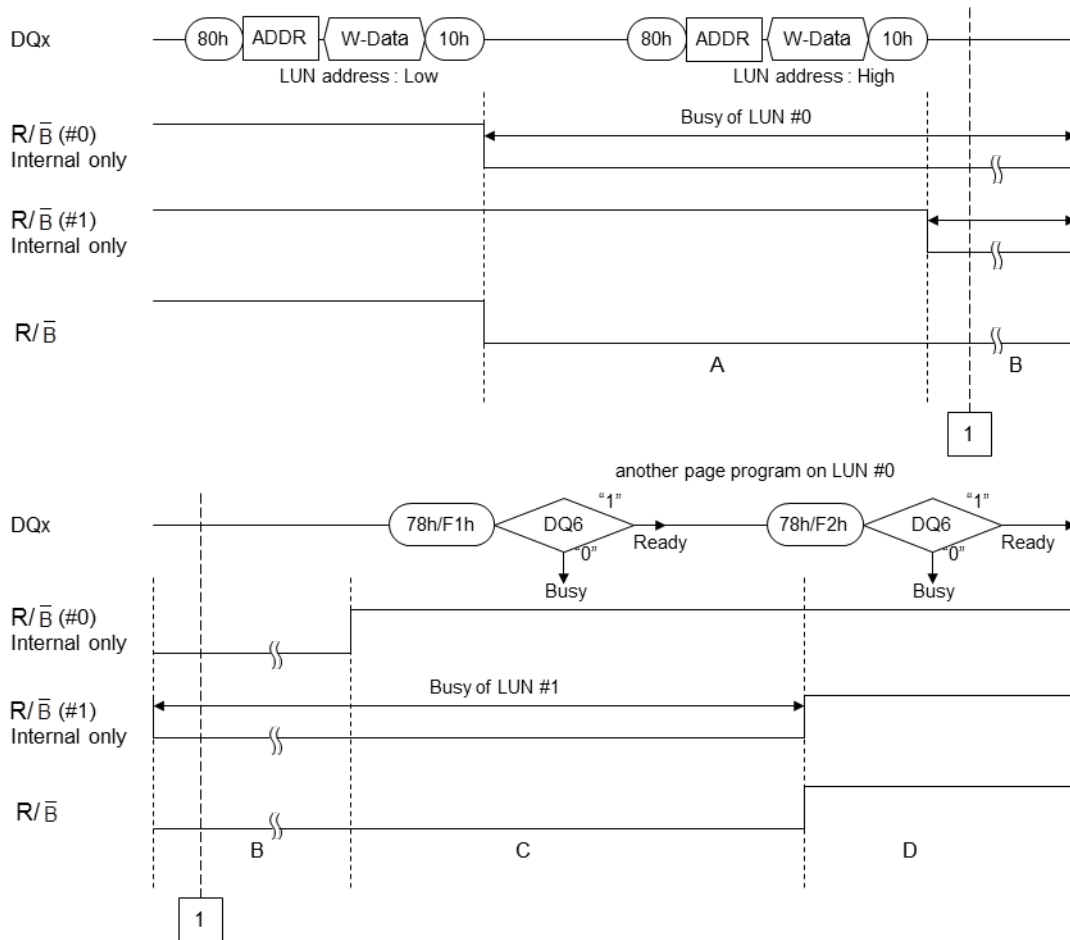 DQx 80h ADDR W-Data 10h 80h ADDR W-Data 10h 1
LUN address : Low LUN address : High
R/B̅ (#0)
Internal only
Busy of LUN #0
R/B̅ (#1)
Internal only
R/B̅
A B
1
another page program on LUN #0
DQx 78h/F1h DQ6 "1" Ready 78h/F2h DQ6 "1" Ready
"0" "0"
Busy Busy
R/B̅ (#0)
Internal only
Busy of LUN #1
R/B̅ (#1)
Internal only
R/B̅
B C D
1